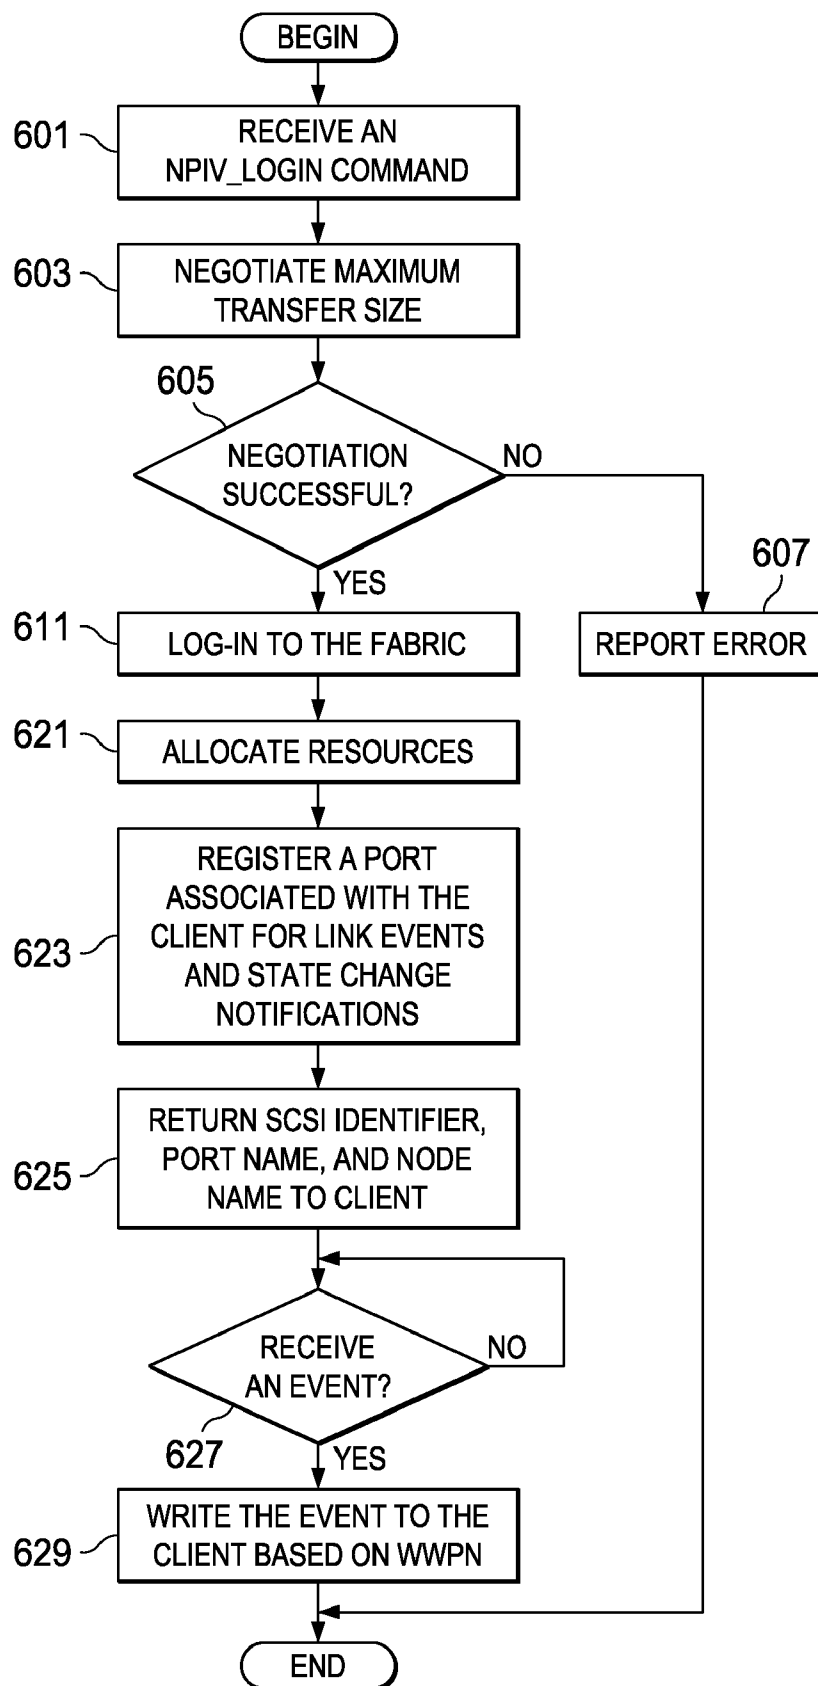 BEGIN
601
RECEIVE AN
NPIV_LOGIN COMMAND
603
NEGOTIATE MAXIMUM
TRANSFER SIZE
605
NEGOTIATION
SUCCESSFUL?
NO
YES
607
REPORT ERROR
611
LOG-IN TO THE FABRIC
621
ALLOCATE RESOURCES
623
REGISTER A PORT
ASSOCIATED WITH THE
CLIENT FOR LINK EVENTS
AND STATE CHANGE
NOTIFICATIONS
625
RETURN SCSI IDENTIFIER,
PORT NAME, AND NODE
NAME TO CLIENT
RECEIVE
AN EVENT?
NO
627
YES
629
WRITE THE EVENT TO THE
CLIENT BASED ON WWPN
END